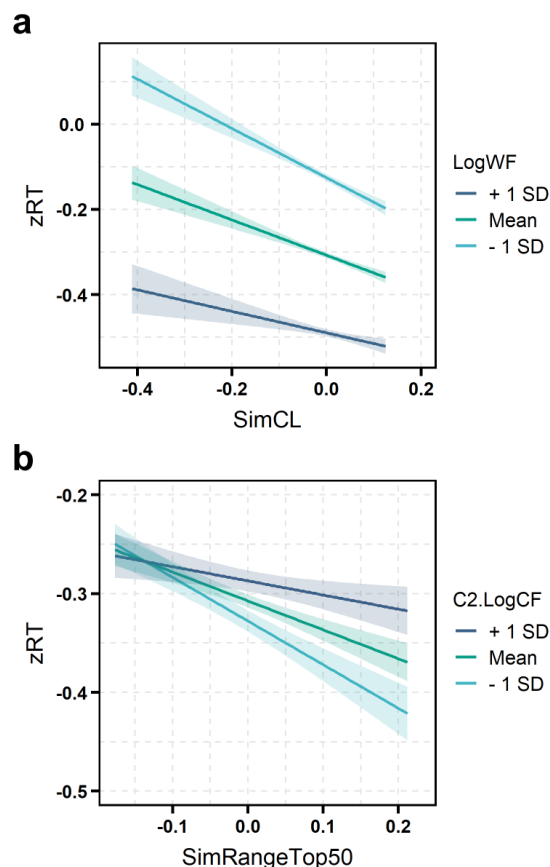 a
0.0
-0.2
-0.4
zRT
-0.4 -0.2 0.0 0.2
SimCL
LogWF
+ 1 SD
Mean
- 1 SD
b
-0.2
-0.3
-0.4
-0.5
zRT
-0.1 0.0 0.1 0.2
SimRangeTop50
C2.LogCF
+ 1 SD
Mean
- 1 SD